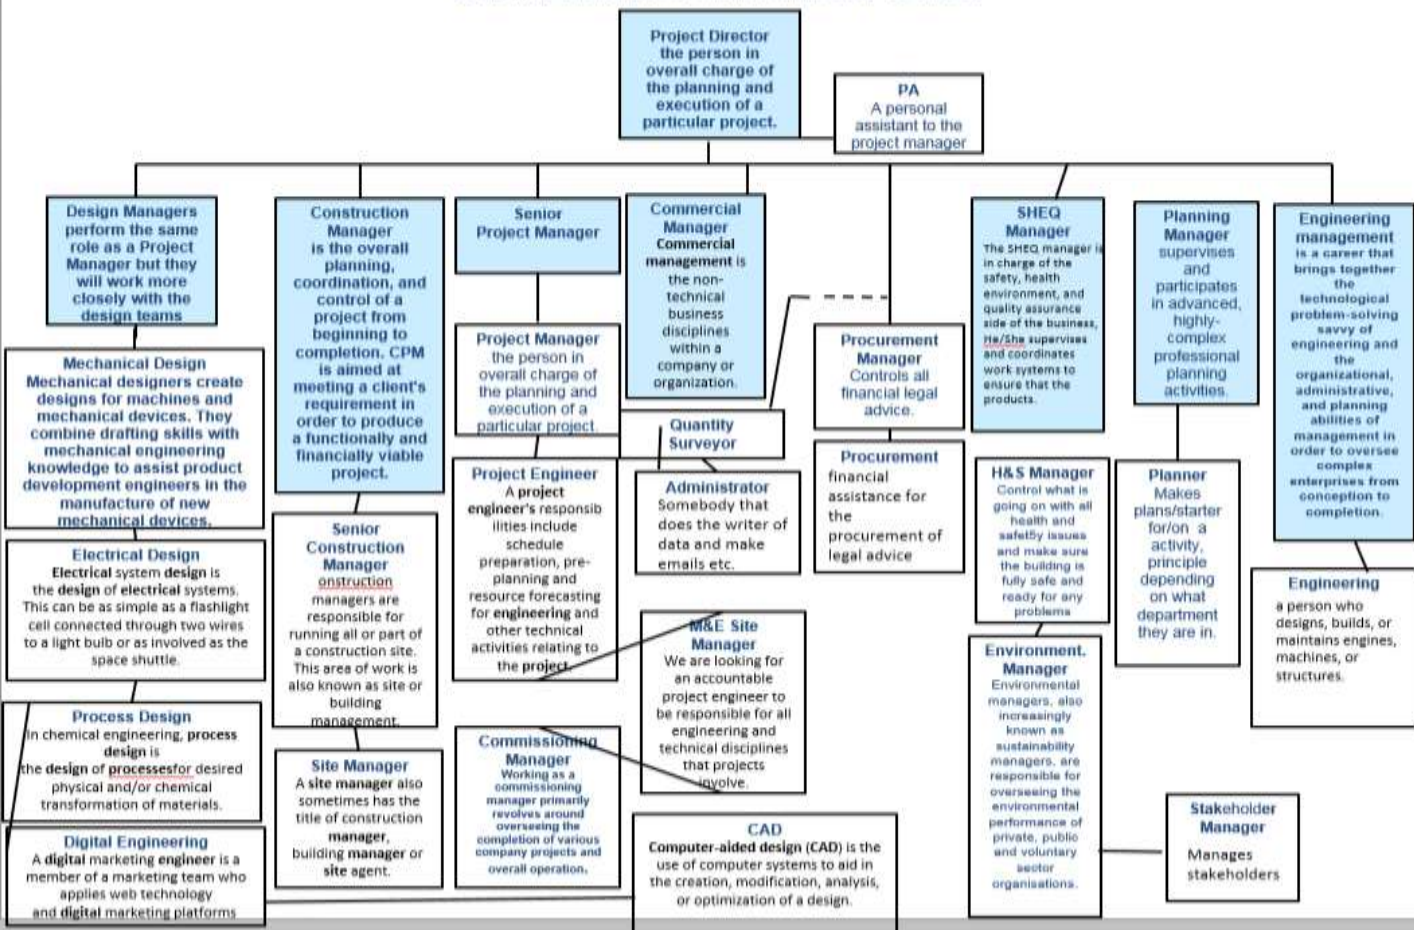 Project Director
the person in
overall charge of
the planning and
execution of a
particular project.
PA
A personal
assistant to the
project manager
Design Managers
perform the same
role as a Project
Manager but they
will work more
closely with the
design teams
Mechanical Design
Mechanical designers create
designs for machines and
mechanical devices. They
combine drafting skills with
mechanical engineering
knowledge to assist product
development engineers in the
manufacture of new
mechanical devices.
Electrical Design
Electrical system design is
the design of electrical systems.
This can be as simple as a flashlight
cell connected through two wires
to a light bulb or as involved as the
space shuttle.
Process Design
In chemical engineering, process
design is
the design of processesfor desired
physical and/or chemical
transformation of materials.
Digital Engineering
A digital marketing engineer is a
member of a marketing team who
applies web technology
and digital marketing platforms
Construction
Manager
is the overall
planning,
coordination, and
control of a
project from
beginning to
completion. CPM
is aimed at
meeting a client's
requirement in
order to produce
a functionally and
financially viable
project.
Senior
Construction
Manager
onstruction
managers are
responsible for
running all or part of
a construction site.
This area of work is
also known as site or
building
management.
Site Manager
A site manager also
sometimes has the
title of construction
manager,
building manager or
site agent.
Senior
Project Manager
Project Manager
the person in
overall charge of
the planning and
execution of a
particular project.
Project Engineer
A project
engineer's responsib
ilities include
schedule
preparation, pre-
planning and
resource forecasting
for engineering and
other technical
activities relating to
the project.
Commissioning
Manager
Working as a
commissioning
manager primarily
revolves around
overseeing the
completion of various
company projects and
overall operation.
Commercial
Manager
Commercial
management is
the non-
technical
business
disciplines
within a
company or
organization.
Quantity
Surveyor
Administrator
Somebody that
does the writer of
data and make
emails etc.
M&E Site
Manager
We are looking for
an accountable
project engineer to
be responsible for all
engineering and
technical disciplines
that projects
involve.
CAD
Computer-aided design (CAD) is the
use of computer systems to aid in
the creation, modification, analysis,
or optimization of a design.
Procurement
Manager
Controls all
financial legal
advice.
Procurement
financial
assistance for
the
procurement of
legal advice
SHEQ
Manager
The SHEQ manager is
in charge of the
safety, health
environment, and
quality assurance
side of the business,
He/She supervises
and coordinates
work systems to
ensure that the
products.
H&S Manager
Control what is
going on with all
health and
safet5y issues
and make sure
the building is
fully safe and
ready for any
problems
Environment.
Manager
Environmental
managers, also
increasingly
known as
sustainability
managers, are
responsible for
overseeing the
environmental
performance of
private, public
and voluntary
sector
organisations.
Planning
Manager
supervises
and
participates
in advanced,
highly-
complex
professional
planning
activities.
Planner
Makes
plans/starter
for/on a
activity,
principle
depending
on what
department
they are in.
Stakeholder
Manager
Manages
stakeholders
Engineering
management
is a career that
brings together
the
technological
problem-solving
savvy of
engineering and
the
organizational,
administrative,
and planning
abilities of
management in
order to oversee
complex
enterprises from
conception to
completion.
Engineering
a person who
designs, builds, or
maintains engines,
machines, or
structures.